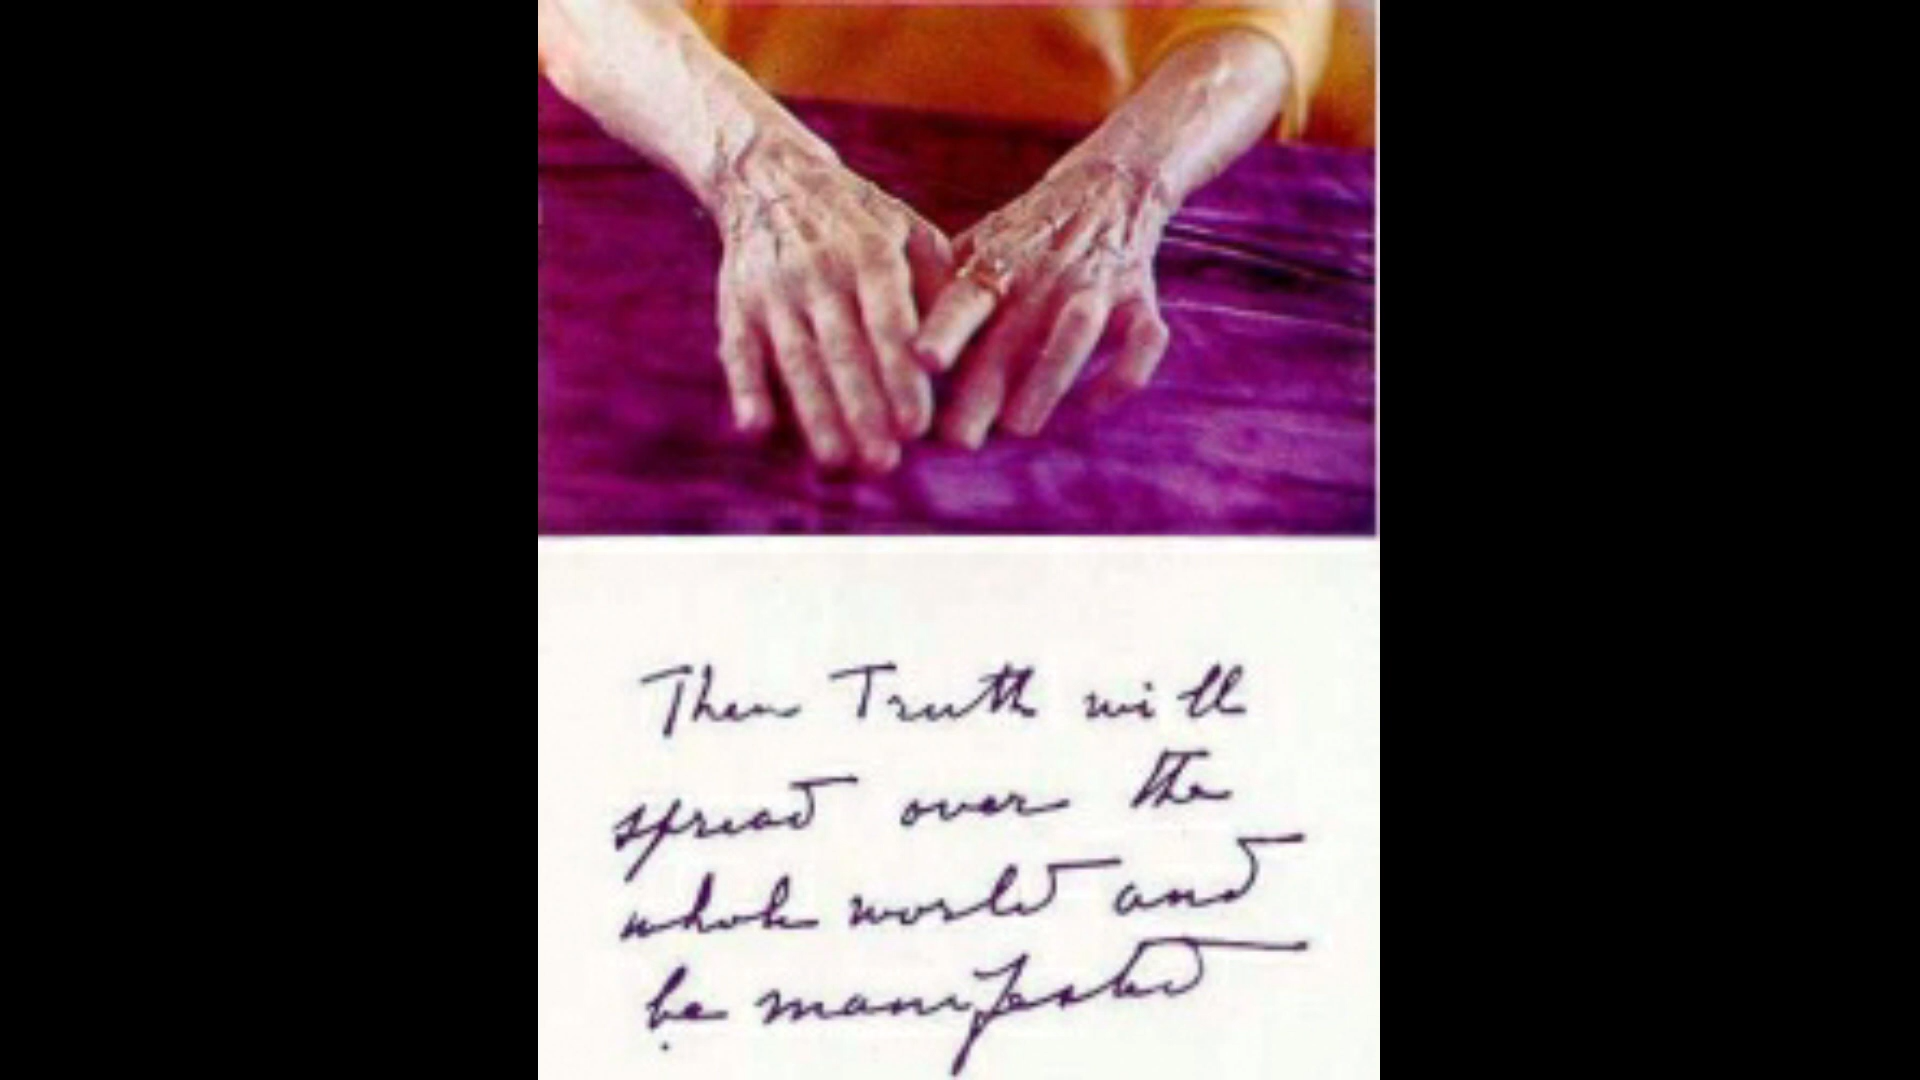 Then Truth will
spread over the
whole world and
be manifested